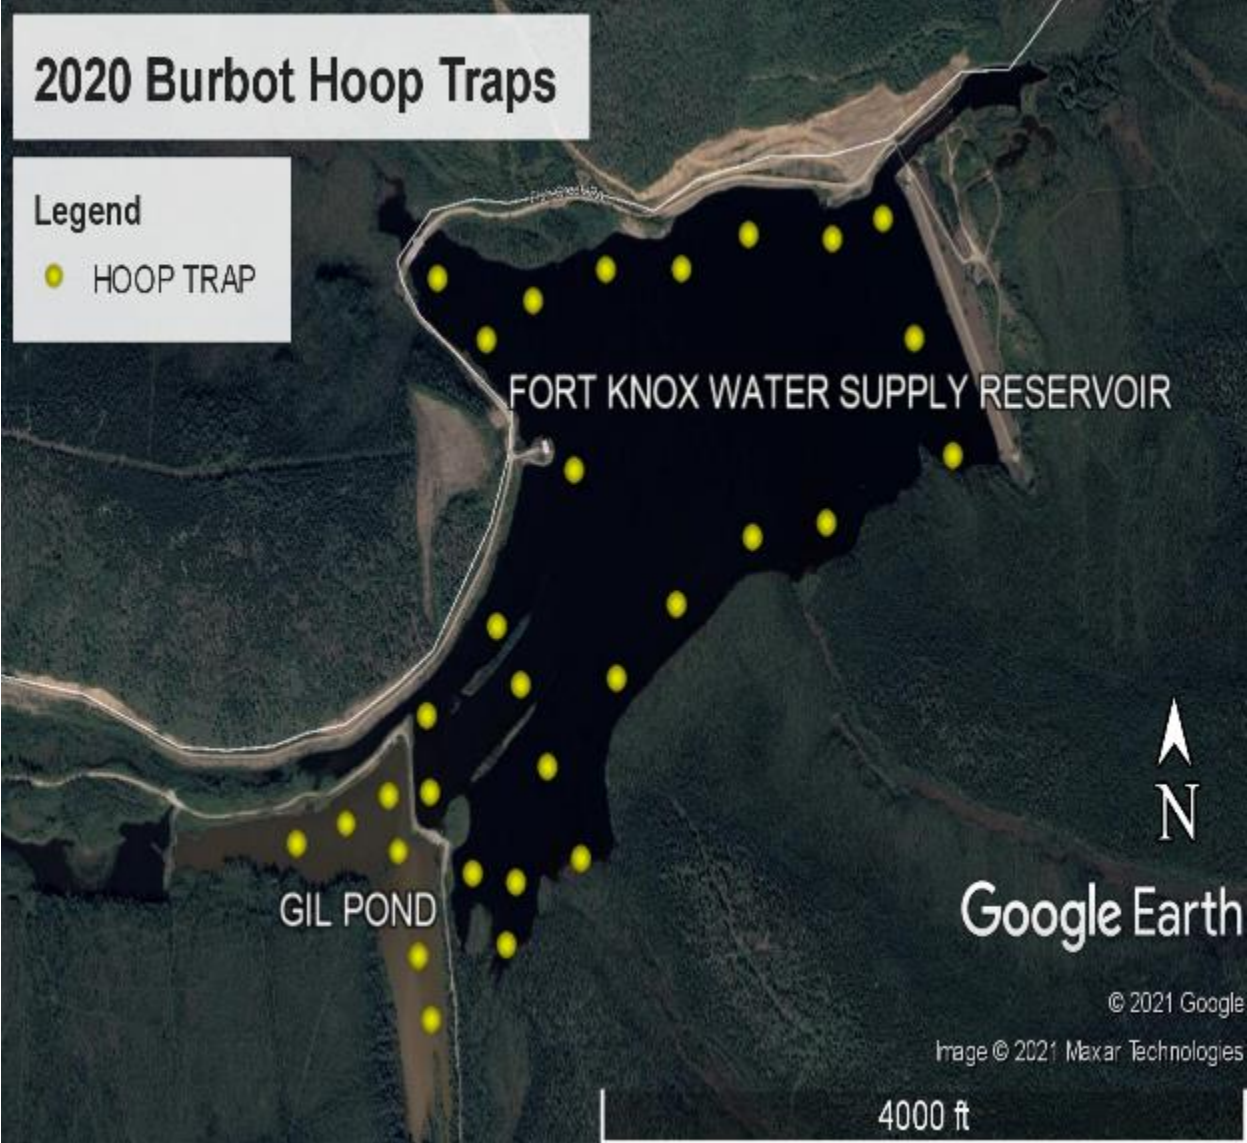 2020 Burbot Hoop Traps
Legend
HOOP TRAP
FORT KNOX WATER SUPPLY RESERVOIR
GIL POND
N
Google Earth
© 2021 Google
Image © 2021 Maxar Technologies
4000 ft